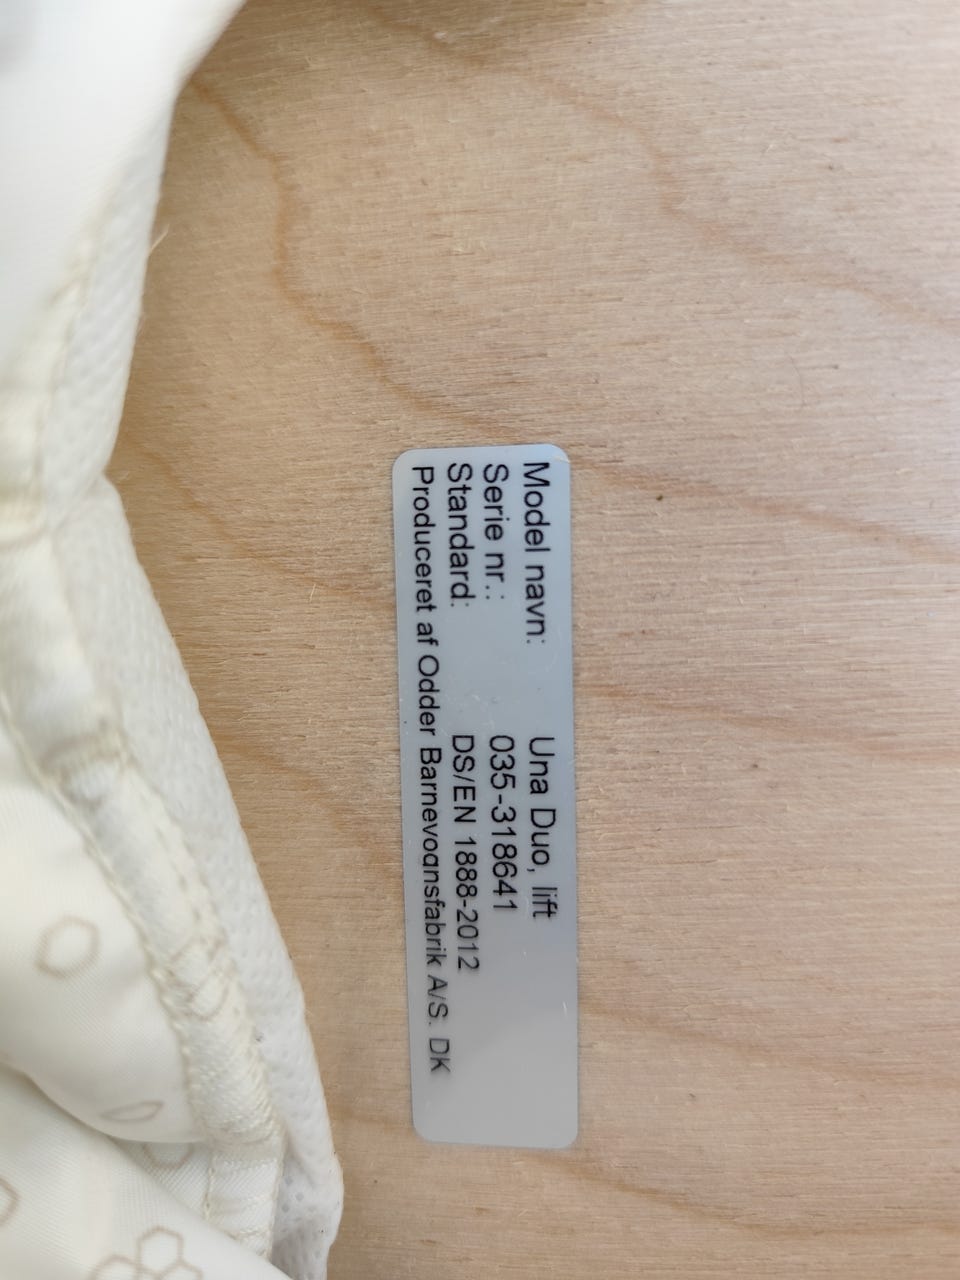 Model navn: Una Duo, lift
Serie nr.: 035-318641
Standard: DS/EN 1888-2012
Produceret af Odder Barnevognsfabrik A/S. DK